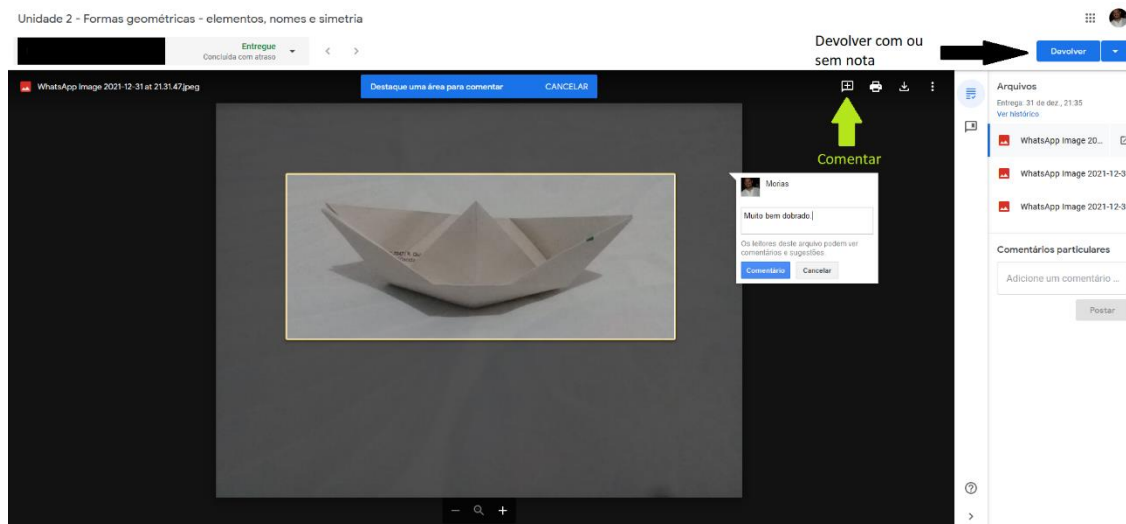 Unidade 2 - Formas geométricas - elementos, nomes e simetria
Entregue
Concluída com atraso
Devolver com ou
sem nota
Devolver
WhatsApp Image 2021-12-31 at 21.31.47.jpeg
Destaque uma área para comentar
CANCELAR
Comentar
Morias
Muito bem dobrado.
Os leitores deste arquivo podem ver
comentários e sugestões
Comentário
Cancelar
Arquivos
Entrega: 31 de dez., 21:35
Ver histórico
WhatsApp Image 20...
WhatsApp Image 2021-12-3
WhatsApp Image 2021-12-3
Comentários particulares
Adicione um comentário ...
Postar